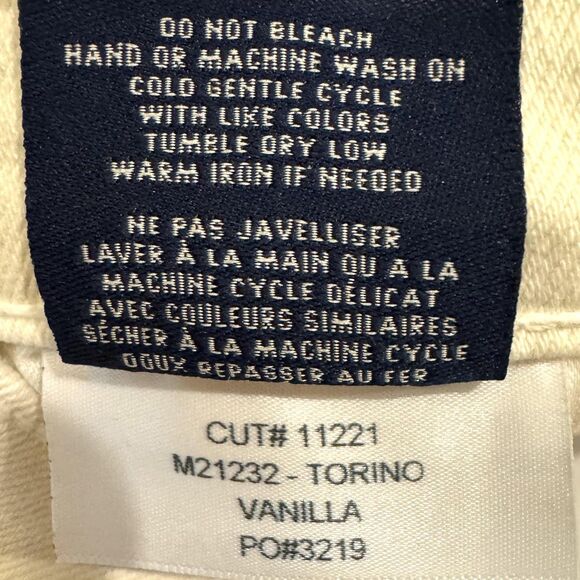 DO NOT BLEACH
HAND OR MACHINE WASH ON
COLD GENTLE CYCLE
WITH LIKE COLORS
TUMBLE DRY LOW
WARM IRON IF NEEDED
NE PAS JAVELLISER
LAVER À LA MAIN OU A LA
MACHINE CYCLE DÉLICAT
AVEC COULEURS SIMILAIRES
SÉCHER À LA MACHINE CYCLE
DOUX REPASSER AU FER
CUT# 11221
M21232 - TORINO
VANILLA
PO#3219